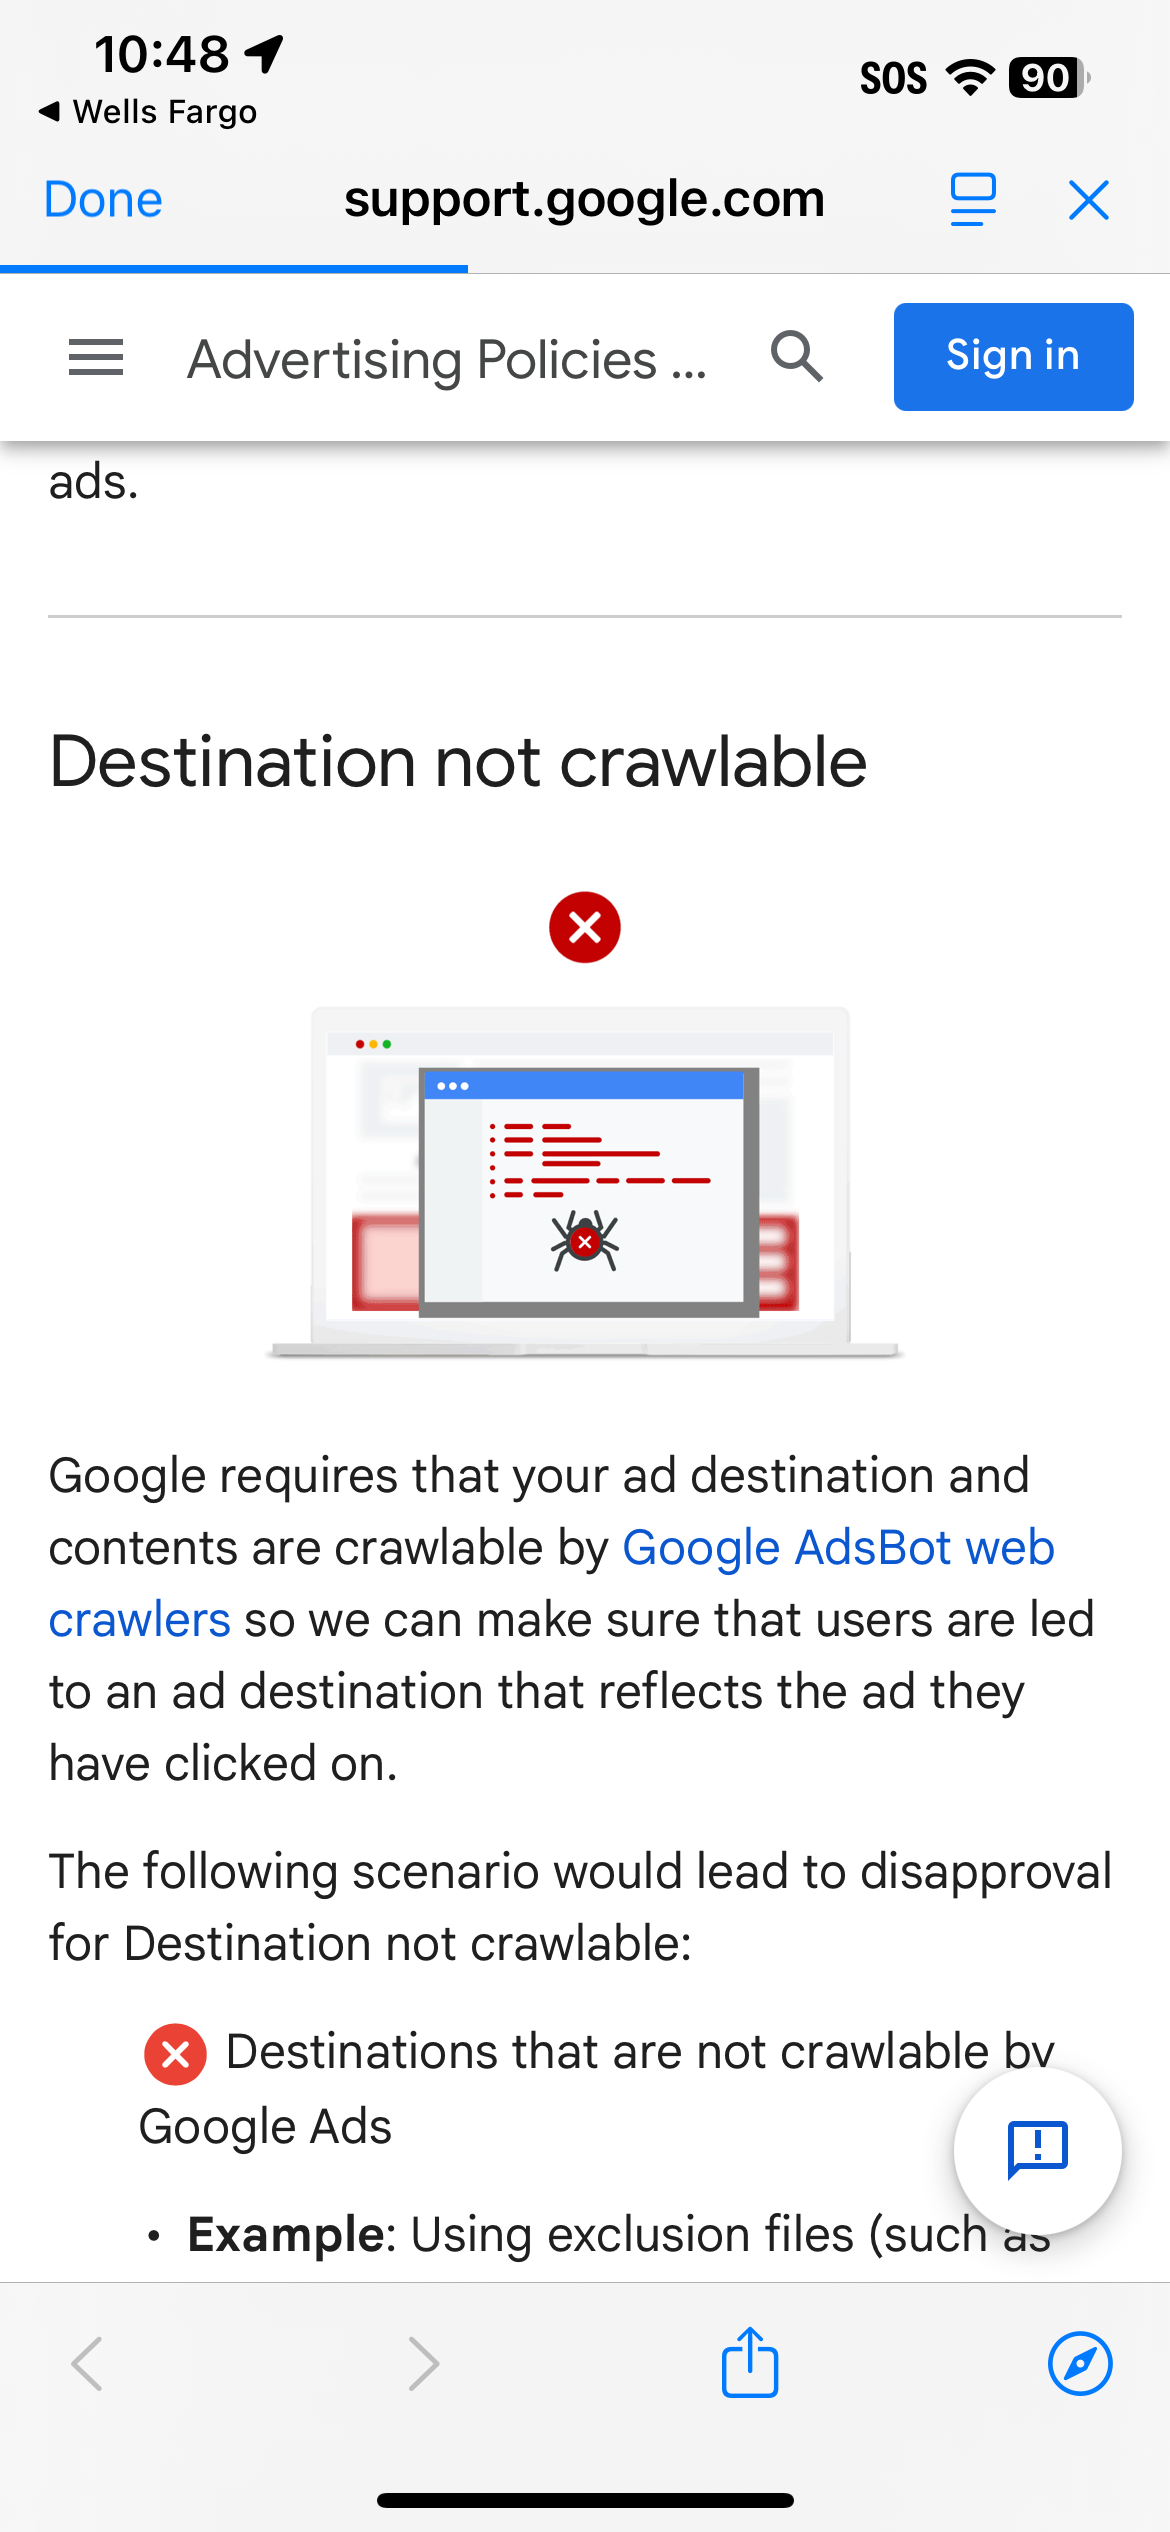 10:48
SOS 90
◀ Wells Fargo
Done support.google.com
Advertising Policies ... Sign in
ads.
Destination not crawlable
Google requires that your ad destination and
contents are crawlable by Google AdsBot web
crawlers so we can make sure that users are led
to an ad destination that reflects the ad they
have clicked on.
The following scenario would lead to disapproval
for Destination not crawlable:
Destinations that are not crawlable by
Google Ads
• Example: Using exclusion files (such as